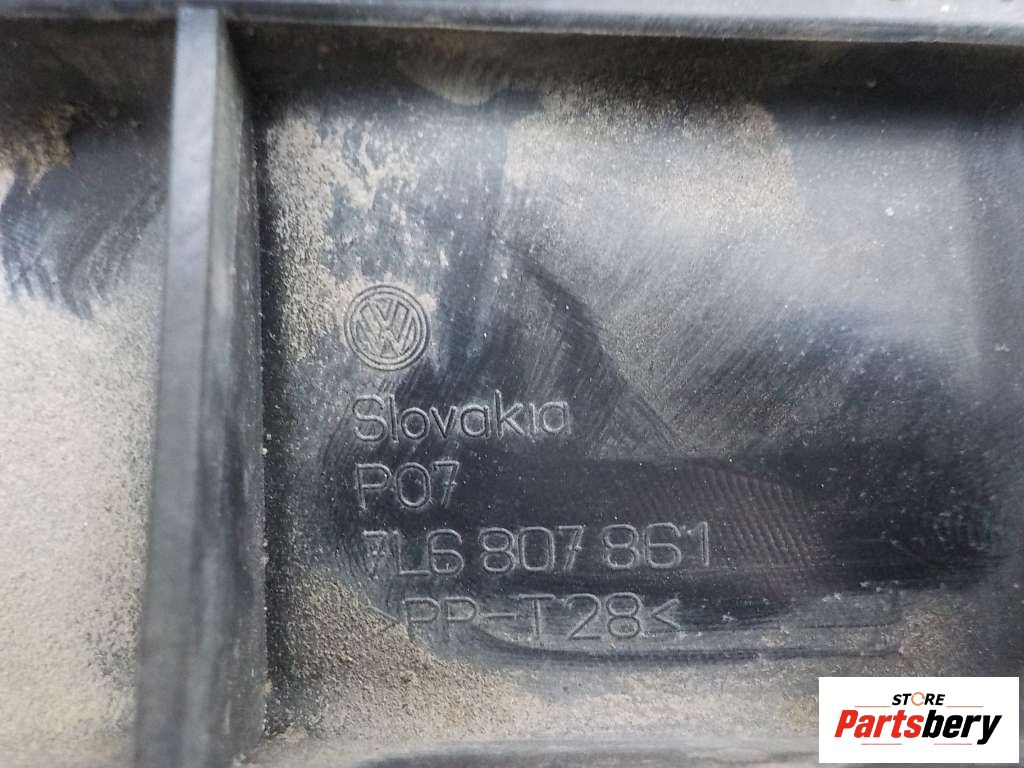 Slovakia
P07
7L6 807 861
>PP-T28<
STORE
Partsbery